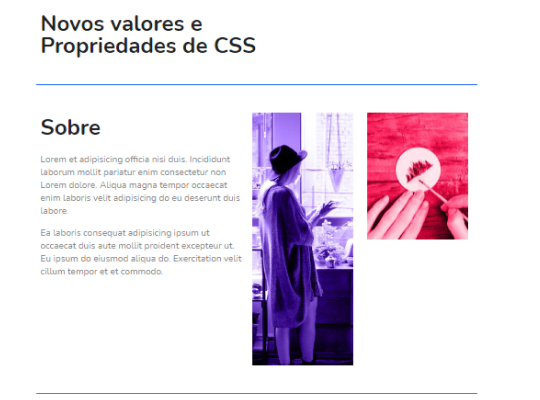 Novos valores e
Propriedades de CSS
Sobre
Lorem et adipisicing officia nisi duis. Incididunt
laborum mollit pariatur enim consectetur non
Lorem dolore. Aliqua magna tempor occaecat
enim laboris velit adipisicing do eu deserunt duis
labore.
Ea laboris consequat adipisicing ipsum ut
occaecat duis aute mollit proident excepteur ut.
Eu ipsum do eiusmod aliqua do. Exercitation velit
cillum tempor et et commodo.